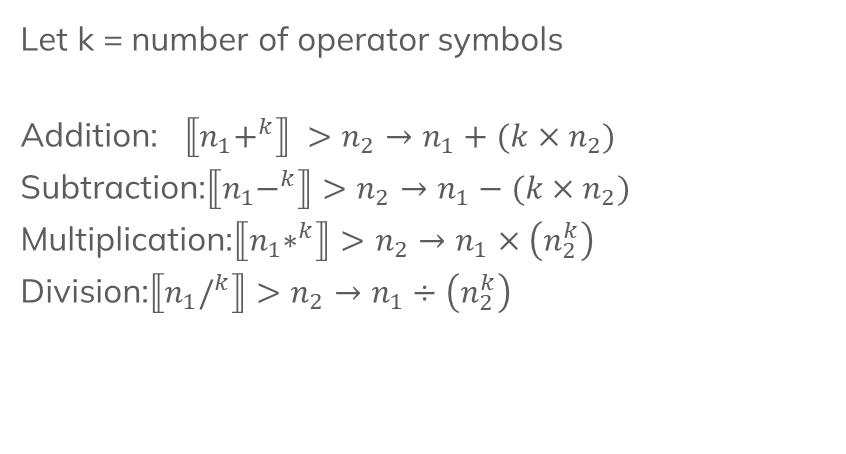 Let k = number of operator symbols
Addition: ⟦n₁+ᵏ⟧ > n₂ → n₁ + (k × n₂)
Subtraction:⟦n₁−ᵏ⟧ > n₂ → n₁ − (k × n₂)
Multiplication:⟦n₁*ᵏ⟧ > n₂ → n₁ × (n₂ᵏ)
Division:⟦n₁/ᵏ⟧ > n₂ → n₁ ÷ (n₂ᵏ)